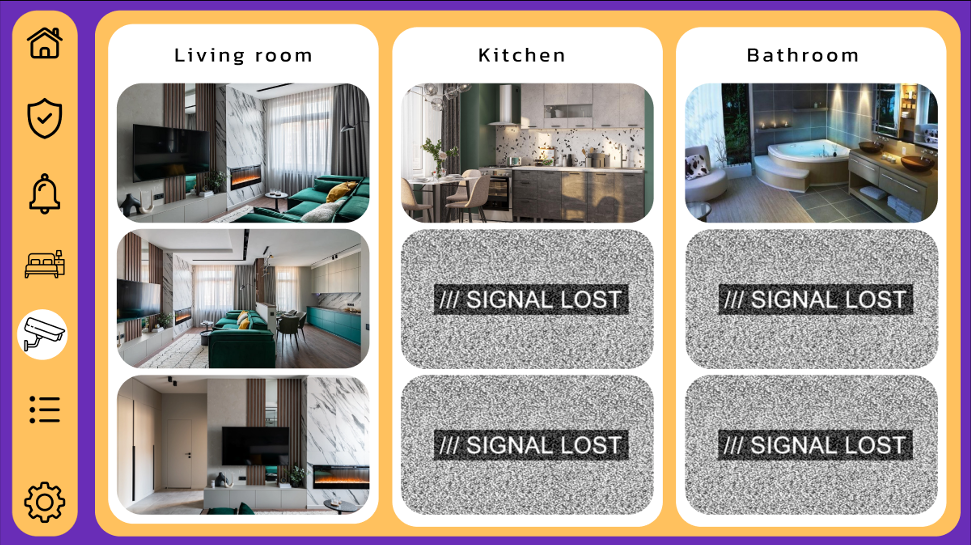 Living room
Kitchen
Bathroom
/// SIGNAL LOST
/// SIGNAL LOST
/// SIGNAL LOST
/// SIGNAL LOST